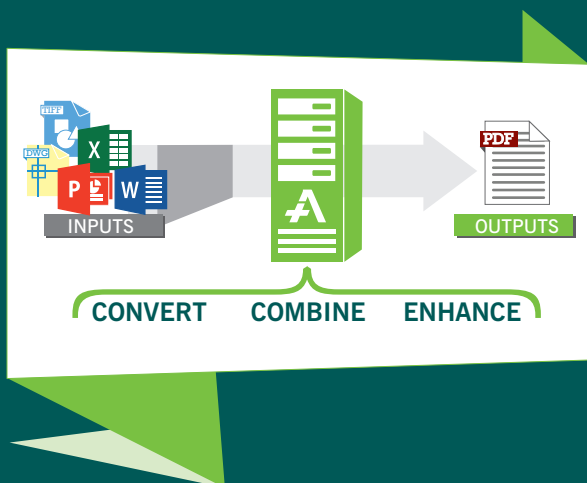 TIFF
DWG
X
P
W
INPUTS
PDF
OUTPUTS
CONVERT COMBINE ENHANCE